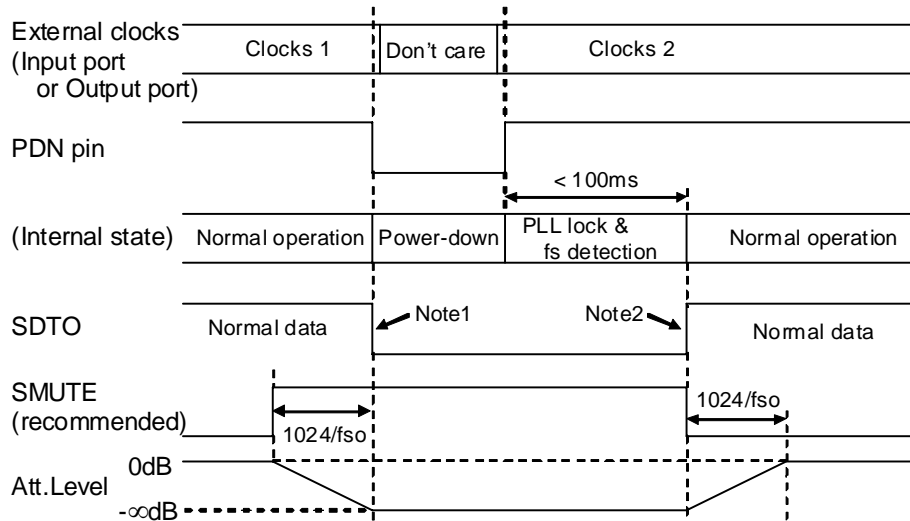 External clocks
(Input port
or Output port)
Clocks 1
Don't care
Clocks 2
PDN pin
< 100ms
(Internal state)
Normal operation
Power-down
PLL lock &
fs detection
Normal operation
SDTO
Normal data
Note1
Note2
Normal data
SMUTE
(recommended)
1024/fso
1024/fso
0dB
Att.Level
-∞dB